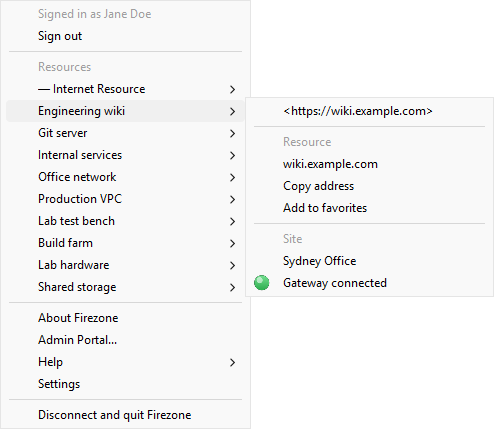 Signed in as Jane Doe
Sign out
Resources
— Internet Resource
Engineering wiki
Git server
Internal services
Office network
Production VPC
Lab test bench
Build farm
Lab hardware
Shared storage
About Firezone
Admin Portal...
Help
Settings
Disconnect and quit Firezone
<https://wiki.example.com>
Resource
wiki.example.com
Copy address
Add to favorites
Site
Sydney Office
Gateway connected